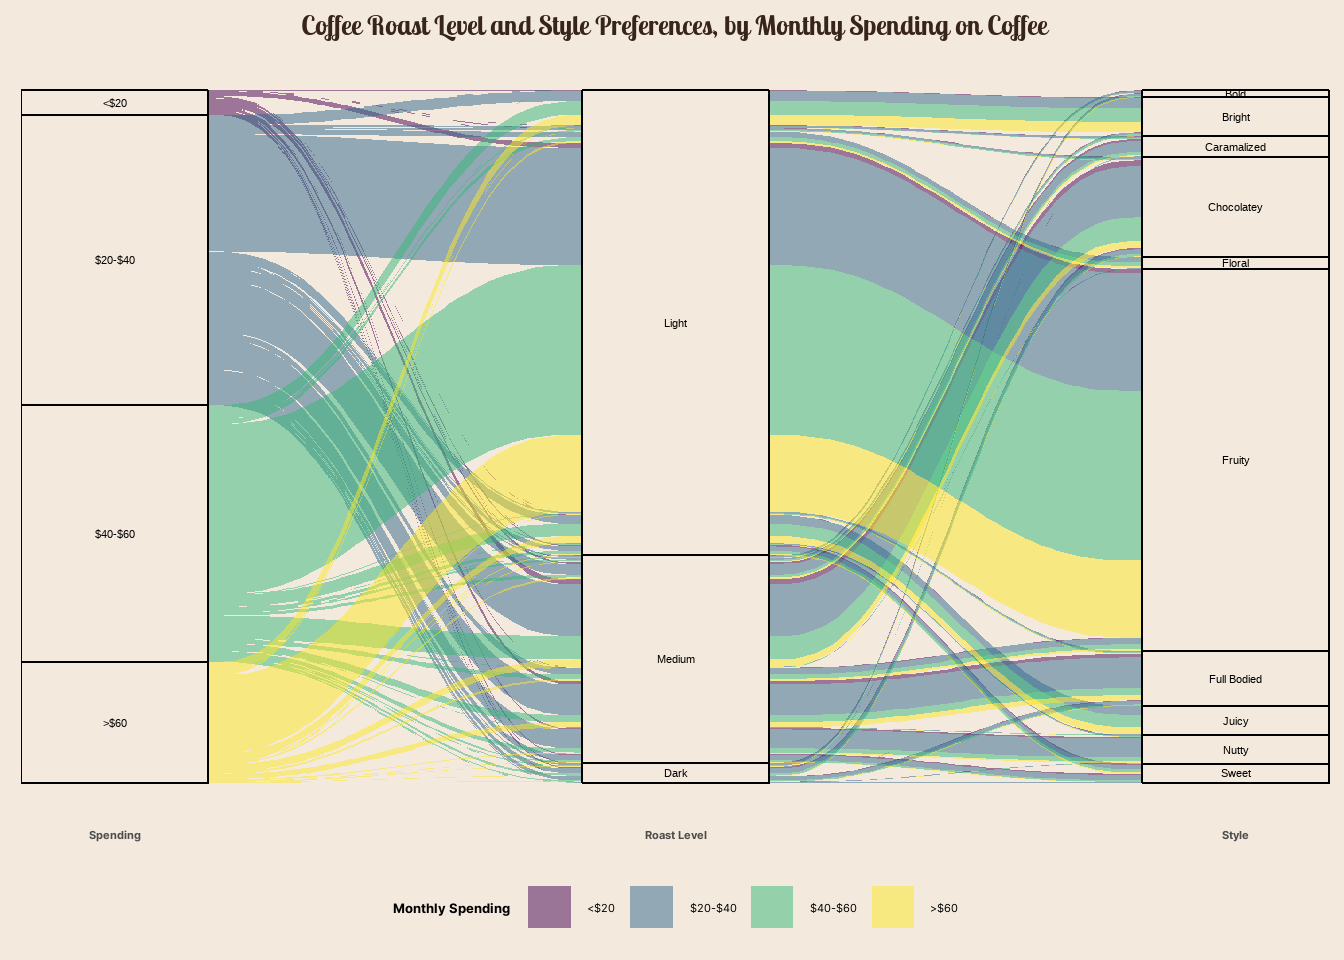 Coffee Roast Level and Style Preferences, by Monthly Spending on Coffee
<$20
$20-$40
$40-$60
>$60
Light
Medium
Dark
Bold
Bright
Caramalized
Chocolatey
Floral
Fruity
Full Bodied
Juicy
Nutty
Sweet
Spending
Roast Level
Style
Monthly Spending <$20 $20-$40 $40-$60 >$60